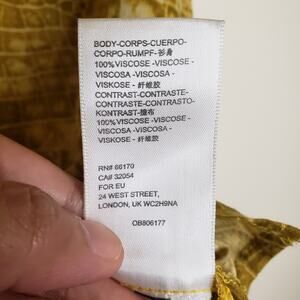 BODY-CORPS-CUERPO-
CORPO-RUMPF-衫身
100%VISCOSE -VISCOSE -
VISCOSA -VISCOSA -
VISKOSE - 纤维胶
CONTRAST-CONTRASTE-
CONTRASTE-CONTRASTO-
KONTRAST-撞布
100%VISCOSE -VISCOSE -
VISCOSA -VISCOSA -
VISKOSE - 纤维胶
RN# 66170
CA# 32054
FOR EU
24 WEST STREET,
LONDON, UK WC2H9NA
OB806177